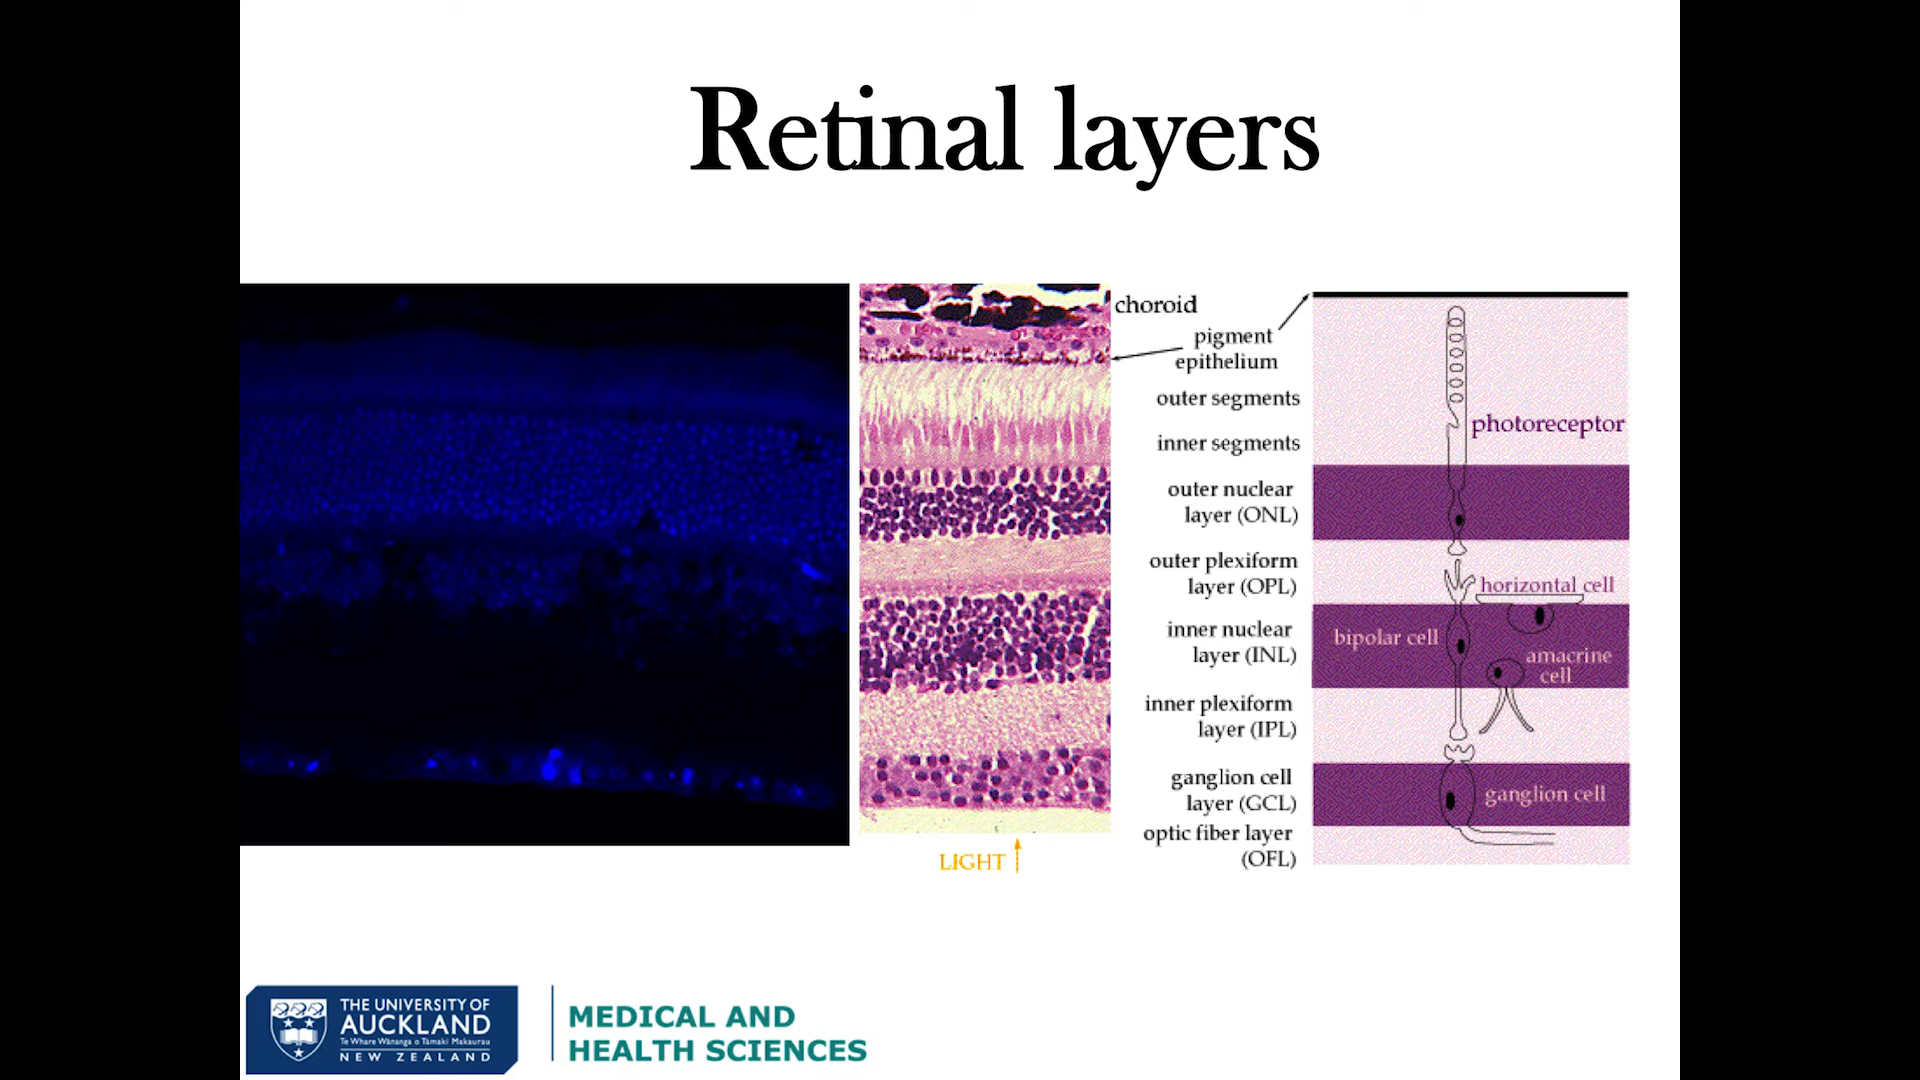 Retinal layers
choroid
pigment
epithelium
outer segments
inner segments
outer nuclear
layer (ONL)
outer plexiform
layer (OPL)
inner nuclear
layer (INL)
inner plexiform
layer (IPL)
ganglion cell
layer (GCL)
optic fiber layer
(OFL)
photoreceptor
horizontal cell
bipolar cell
amacrine
cell
ganglion cell
LIGHT
THE UNIVERSITY OF
AUCKLAND
Te Whare Wānanga o Tāmaki Makaurau
NEW ZEALAND
MEDICAL AND
HEALTH SCIENCES